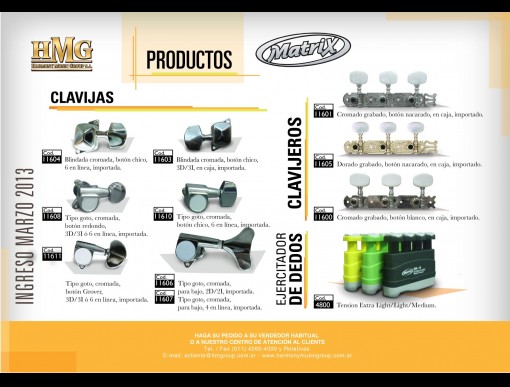 HMG
HARMONY MUSIC GROUP S.A.
PRODUCTOS
MatriX
CLAVIJAS
Cod.
11604
Blindada cromada, botón chico,
6 en línea, importada.
Cod.
11603
Blindada cromada, botón chico,
3D/3I, en caja, importada.
Cod.
11608
Tipo goto, cromada,
botón redondo,
3D/3I ó 6 en línea, importada.
Cod.
11610
Tipo goto, cromada,
botón chico, 6 en línea, importada.
Cod.
11611
Tipo goto, cromada,
botón Grover,
3D/3I ó 6 en línea, importada.
Cod.
11606
Tipo goto, cromada,
para bajo, 2D/2I, importada.
Cod.
11607
Tipo goto, cromada,
para bajo, 4 en línea, importada.
INGRESO MARZO 2013
CLAVIJEROS
Cod.
11601
Cromado grabado, botón nacarado, en caja, importado.
Cod.
11605
Dorado grabado, botón nacarado, en caja, importado.
Cod.
11600
Cromado grabado, botón blanco, en caja, importado.
EJERCITADOR
DE DEDOS
Matrix
Cod.
4800
Tension Extra Light/Light/Medium.
HAGA SU PEDIDO A SU VENDEDOR HABITUAL
O A NUESTRO CENTRO DE ATENCIÓN AL CLIENTE